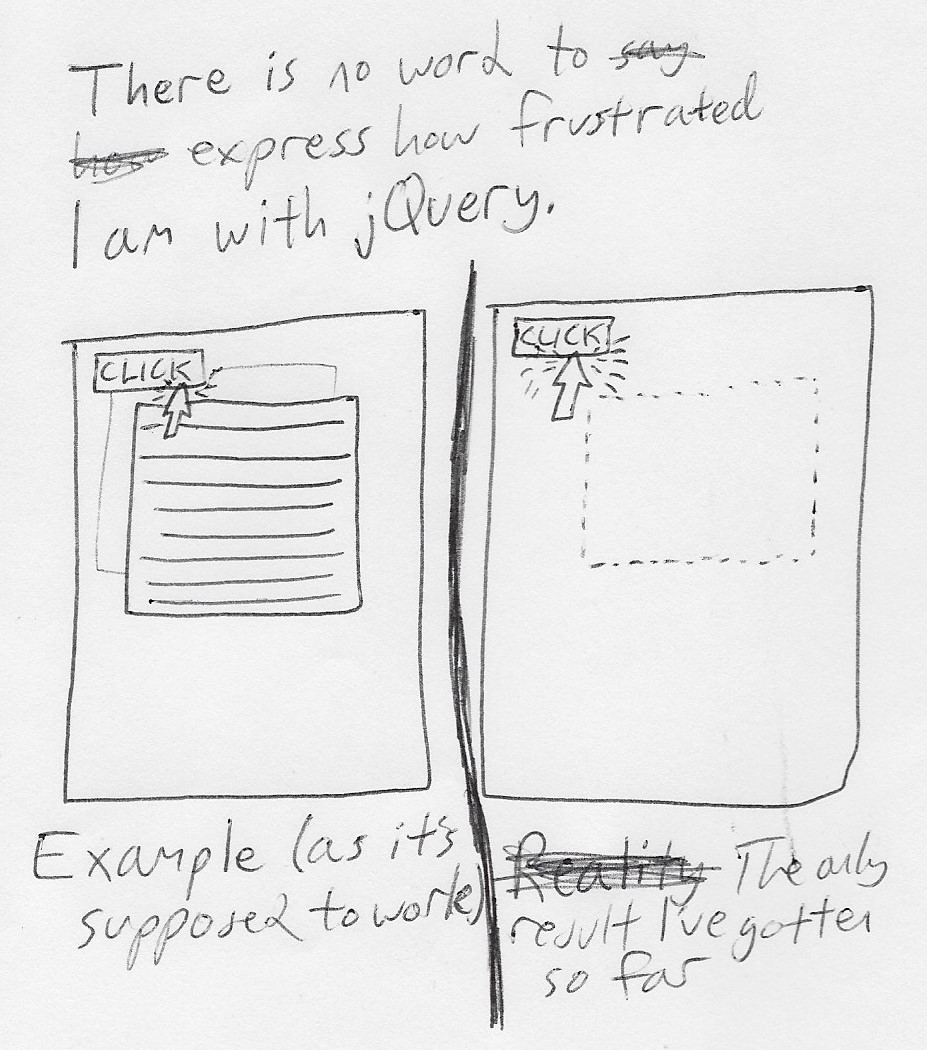 There is no word to say
how express how frustrated
I am with jQuery.
CLICK
CLICK
Example (as it's
supposed to work)
Reality The only
result I've gotten
so far